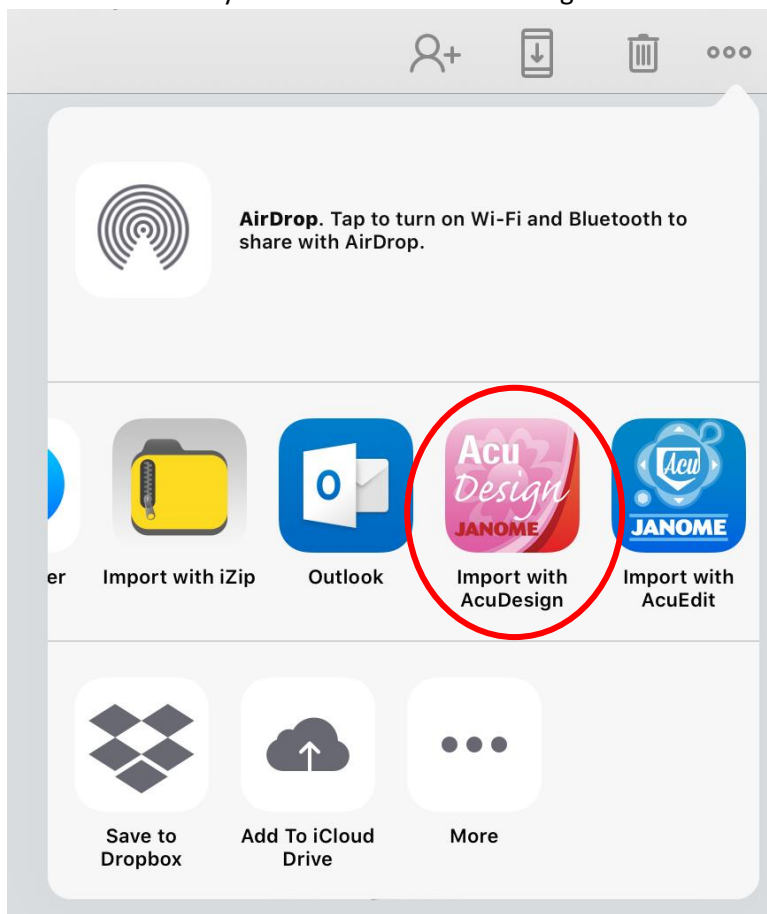 AirDrop. Tap to turn on Wi-Fi and Bluetooth to
share with AirDrop.
Acu
Design
JANOME
Acu
JANOME
O
er
Import with iZip
Outlook
Import with
AcuDesign
Import with
AcuEdit
Save to
Dropbox
Add To iCloud
Drive
More